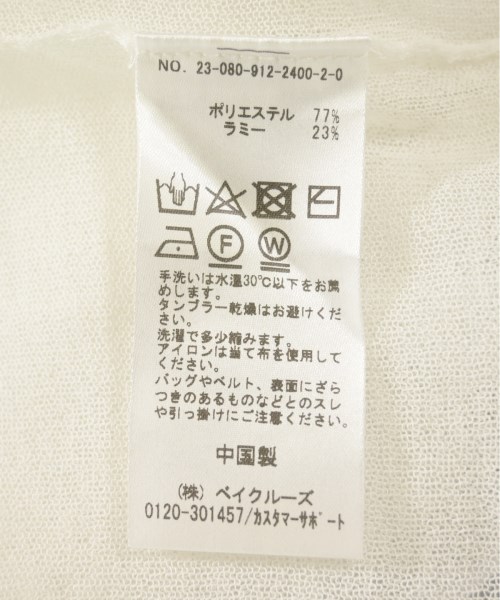 NO. 23-080-912-2400-2-0
ポリエステル 77%
ラミー 23%
F W
手洗いは水温30℃以下をお薦
めします。
タンブラー乾燥はお避けくだ
さい。
洗濯で多少縮みます。
アイロンは当て布を使用して
ください。
バッグやベルト、表面にざら
つきのあるものなどとのスレ
や引っ掛けにご注意ください。
中国製
(株) ベイクルーズ
0120-301457/カスタマーサポート